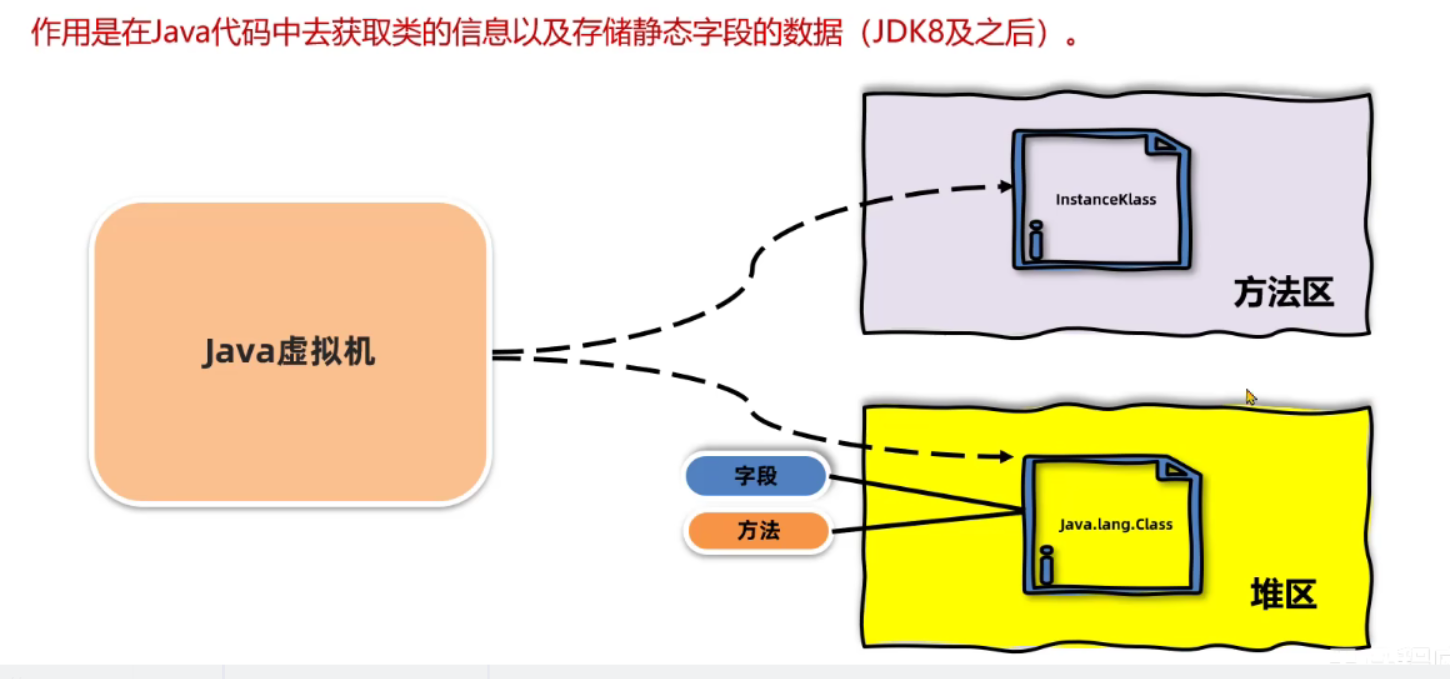 作用是在Java代码中去获取类的信息以及存储静态字段的数据（JDK8及之后）。
InstanceKlass
方法区
Java虚拟机
字段
方法
Java.lang.Class
堆区